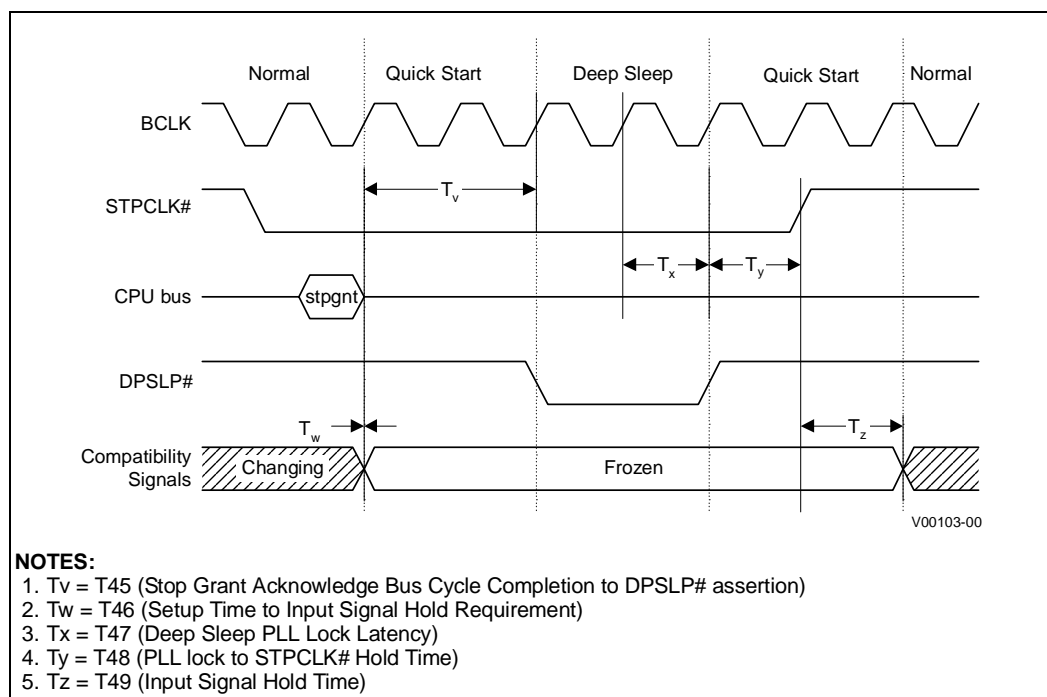 Normal Quick Start Deep Sleep Quick Start Normal
BCLK
Tv
STPCLK#
Tx Ty
CPU bus stpgnt
DPSLP#
Tw Tz
Compatibility
Signals
Changing Frozen
V00103-00
NOTES:
1. Tv = T45 (Stop Grant Acknowledge Bus Cycle Completion to DPSLP# assertion)
2. Tw = T46 (Setup Time to Input Signal Hold Requirement)
3. Tx = T47 (Deep Sleep PLL Lock Latency)
4. Ty = T48 (PLL lock to STPCLK# Hold Time)
5. Tz = T49 (Input Signal Hold Time)